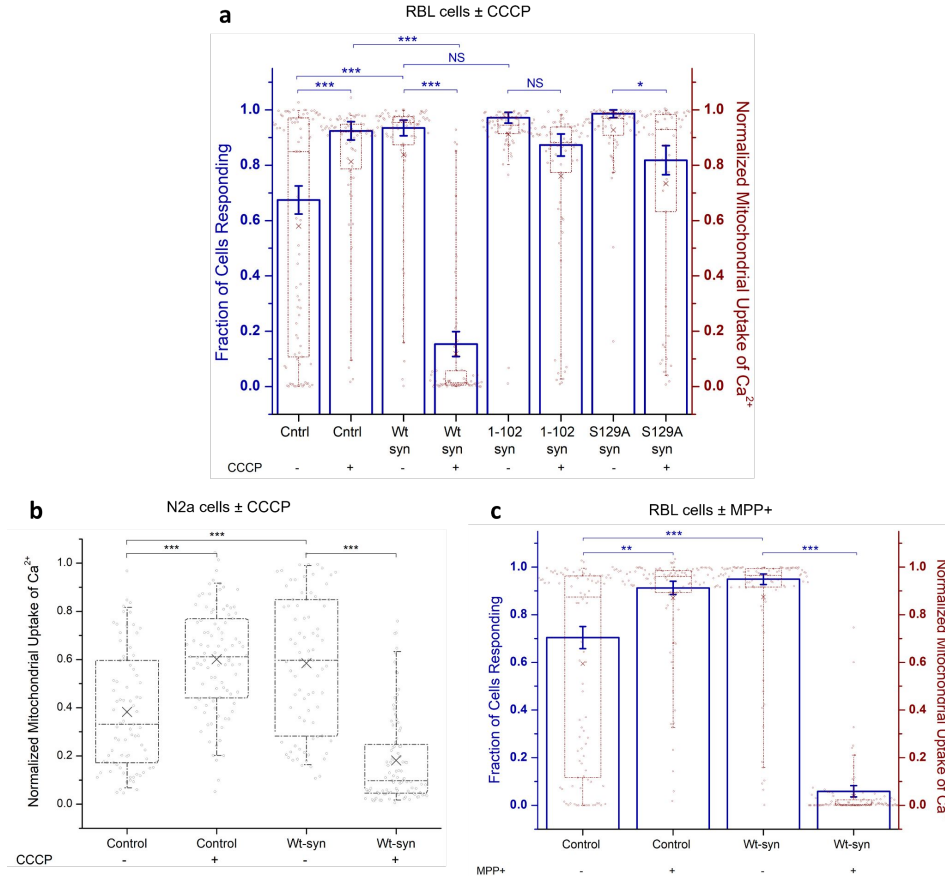 a
RBL cells ± CCCP
***
NS
***
***
***
NS
*
Fraction of Cells Responding
1.0
0.8
0.6
0.4
0.2
0.0
1.0
0.8
0.6
0.4
0.2
0.0
Normalized Mitochondrial Uptake of Ca2+
Cntrl Cntrl Wt syn Wt syn 1-102 syn 1-102 syn S129A syn S129A syn
CCCP - + - + - + - +
b
N2a cells ± CCCP
***
***
***
Normalized Mitochondrial Uptake of Ca2+
1.0
0.8
0.6
0.4
0.2
0.0
Control Control Wt-syn Wt-syn
CCCP - + - +
c
RBL cells ± MPP+
***
**
***
Fraction of Cells Responding
1.0
0.8
0.6
0.4
0.2
0.0
1.0
0.8
0.6
0.4
0.2
0.0
Normalized Mitochondrial Uptake of Ca
Control Control Wt-syn Wt-syn
MPP+ - + - +